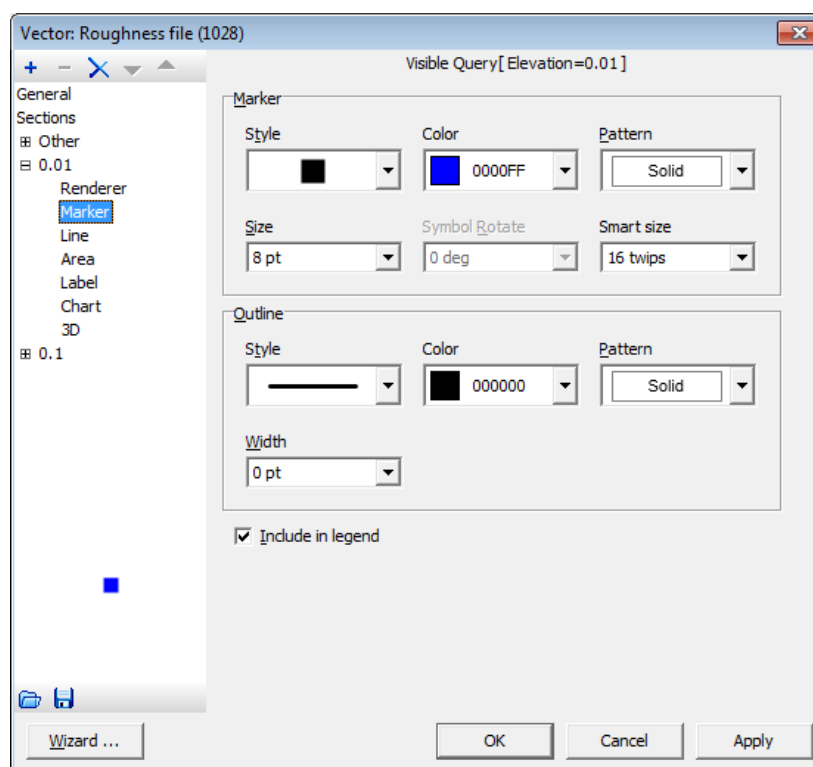 Vector: Roughness file (1028)
Visible Query[ Elevation=0.01 ]
General
Sections
Other
0.01
Renderer
Marker
Line
Area
Label
Chart
3D
0.1
Marker
Style Color Pattern
0000FF Solid
Size Symbol Rotate Smart size
8 pt 0 deg 16 twips
Outline
Style Color Pattern
000000 Solid
Width
0 pt
Include in legend
Wizard ... OK Cancel Apply